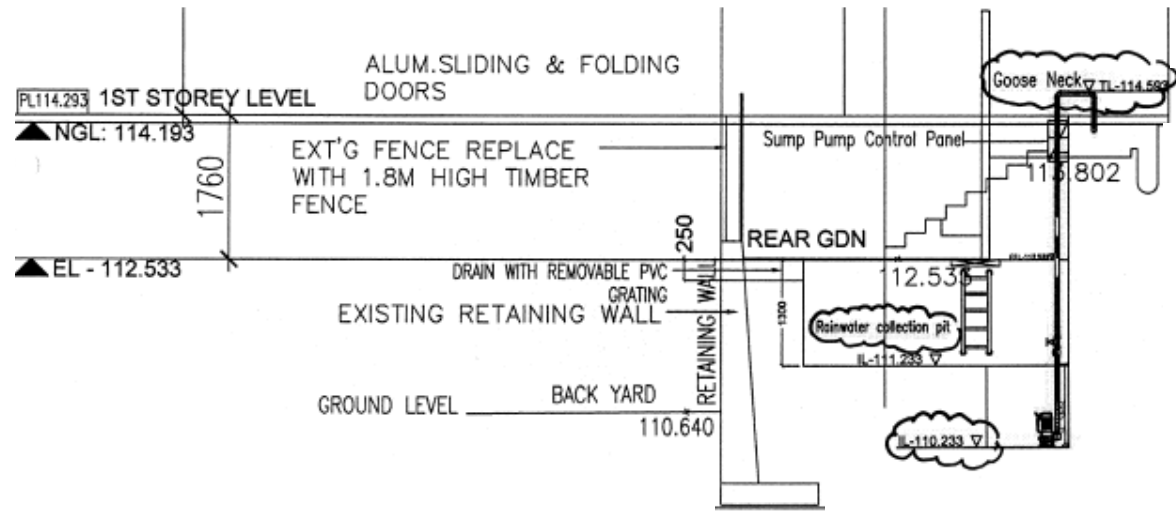 ALUM.SLIDING & FOLDING
DOORS
Goose Neck
TL-114.593
PL114.293
1ST STOREY LEVEL
NGL: 114.193
Sump Pump Control Panel
EXT'G FENCE REPLACE
WITH 1.8M HIGH TIMBER
FENCE
1760
113.802
250
REAR GDN
EL - 112.533
DRAIN WITH REMOVABLE PVC
GRATING
112.533
EXISTING RETAINING WALL
RETAINING WALL
1300
Rainwater collection pit
IL-111.233
BACK YARD
GROUND LEVEL
110.640
IL-110.233